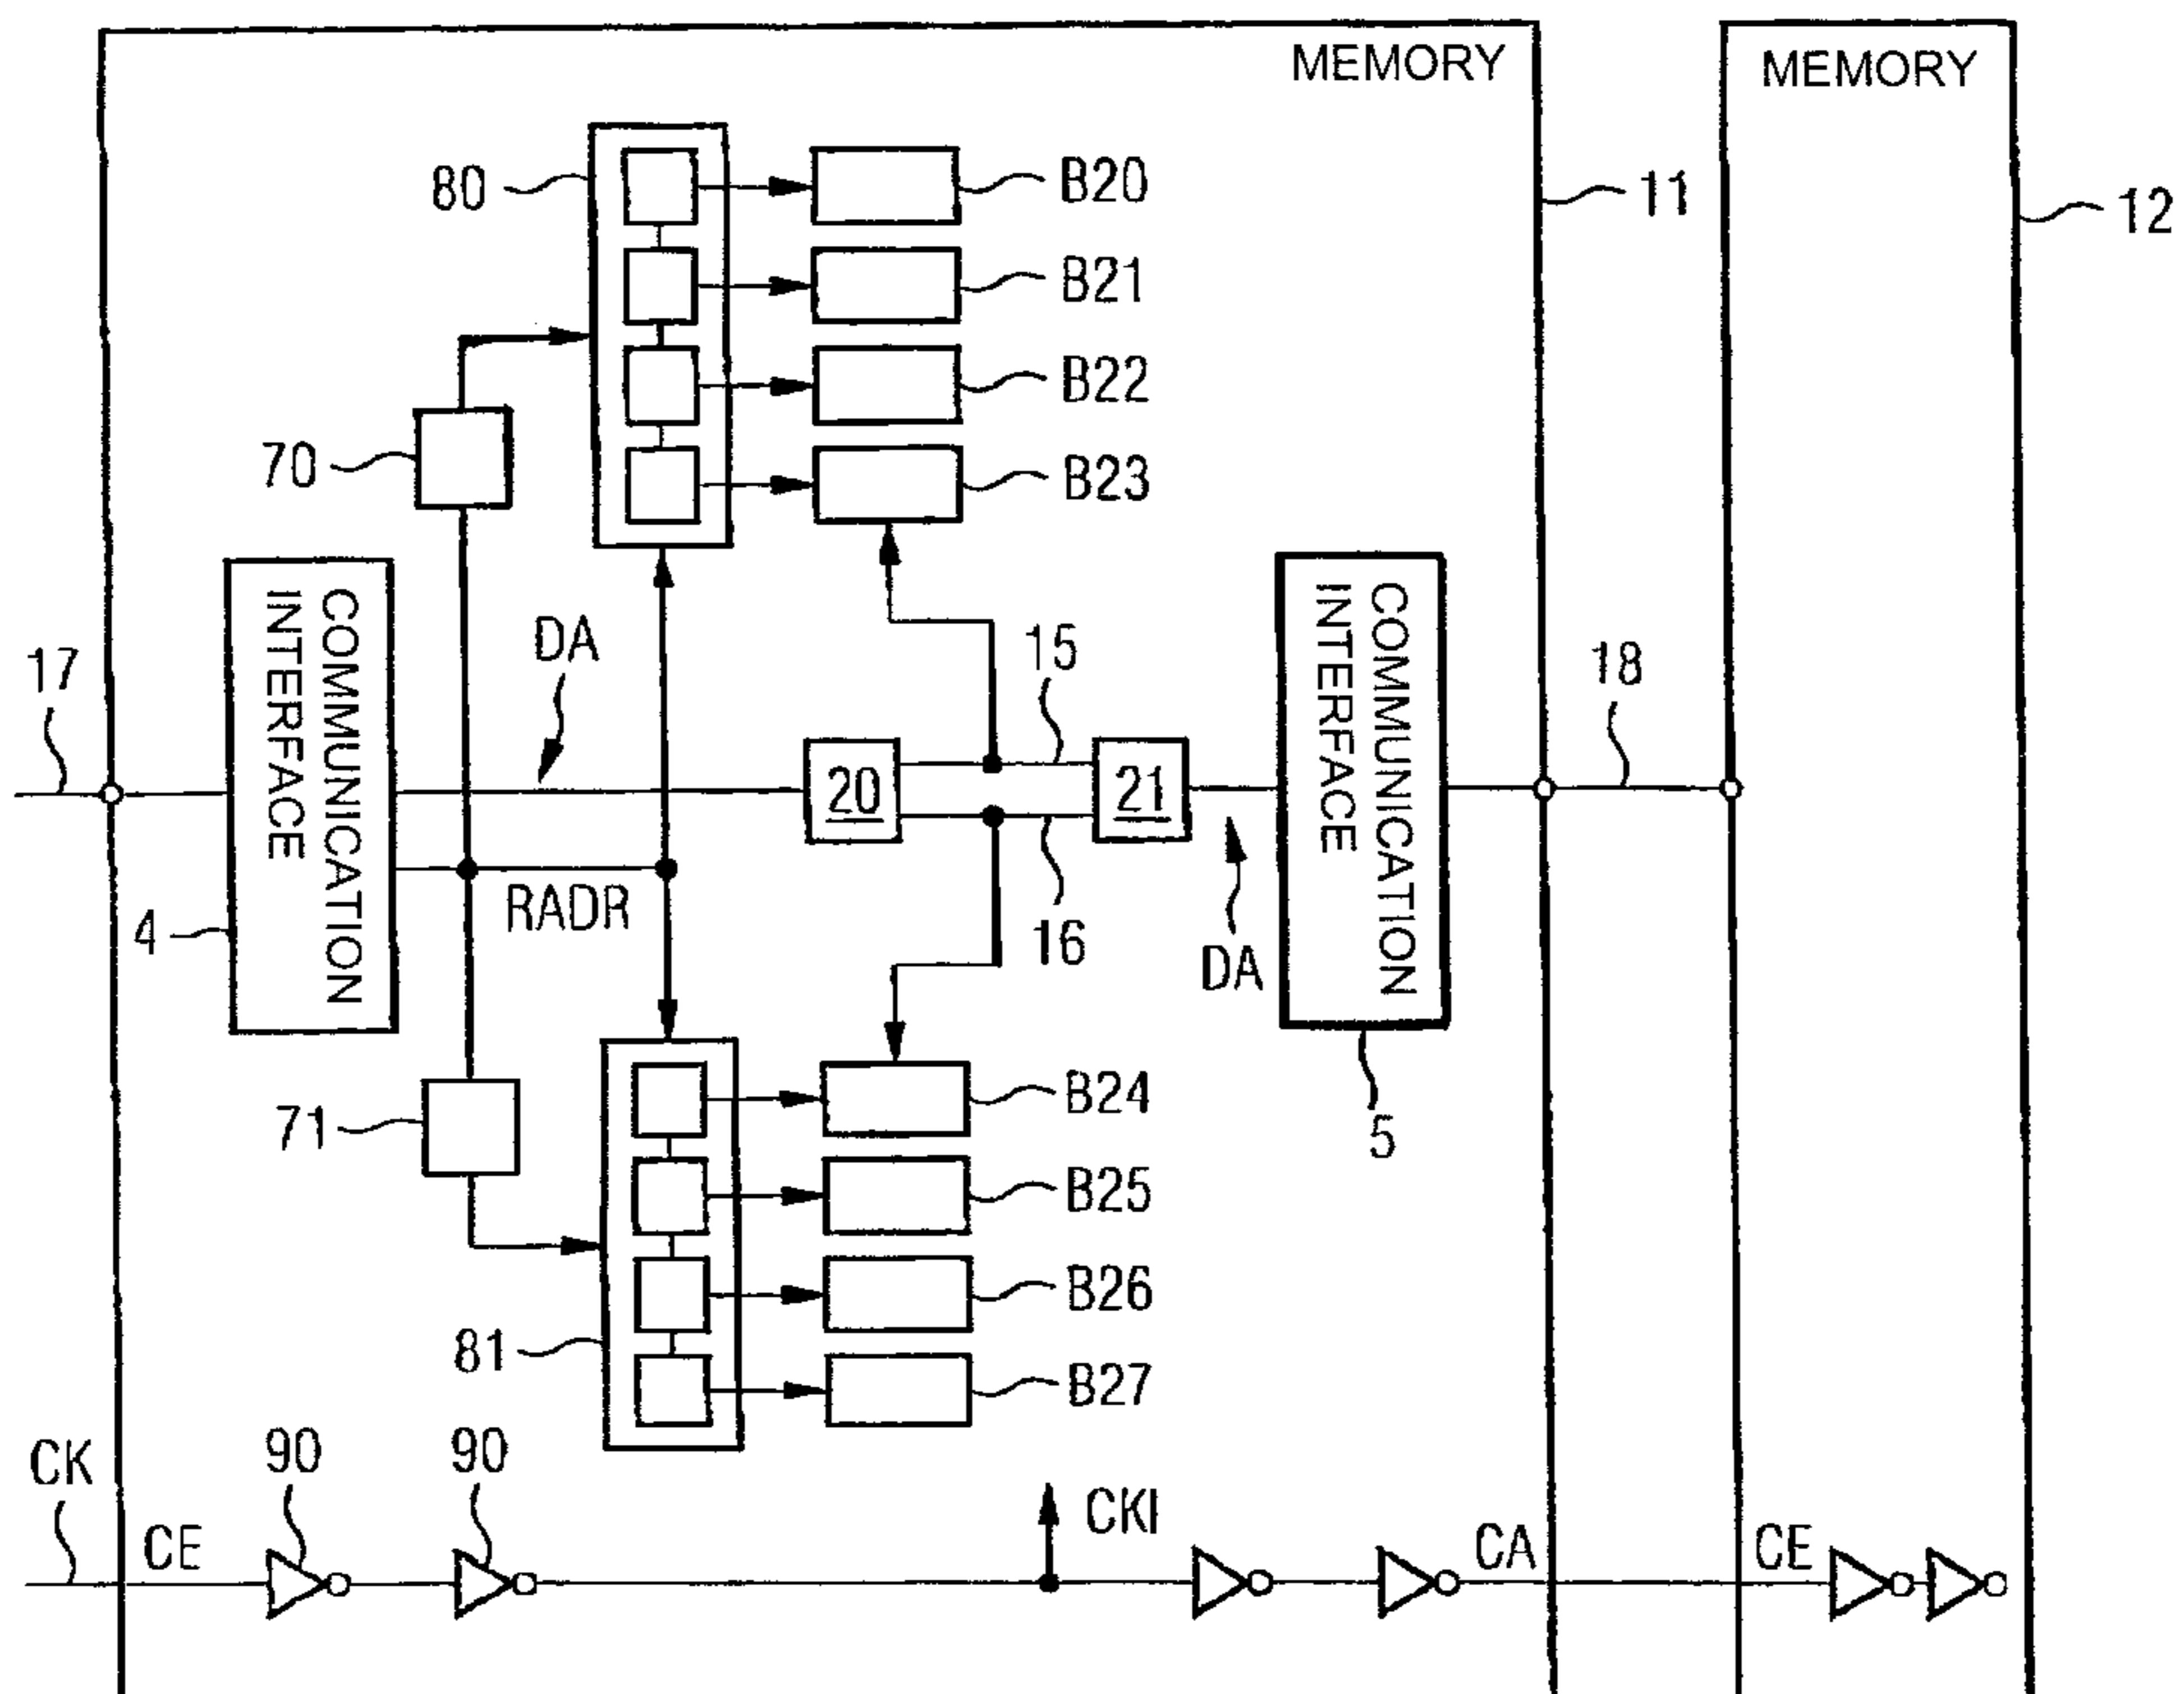 MEMORY
MEMORY
80
B20
11
12
B21
B22
70
B23
COMMUNICATION
INTERFACE
COMMUNICATION
INTERFACE
17
DA
15
18
20
21
4
RADR
16
DA
5
71
B24
B25
B26
81
B27
CK
90
90
CKI
CE
CA
CE